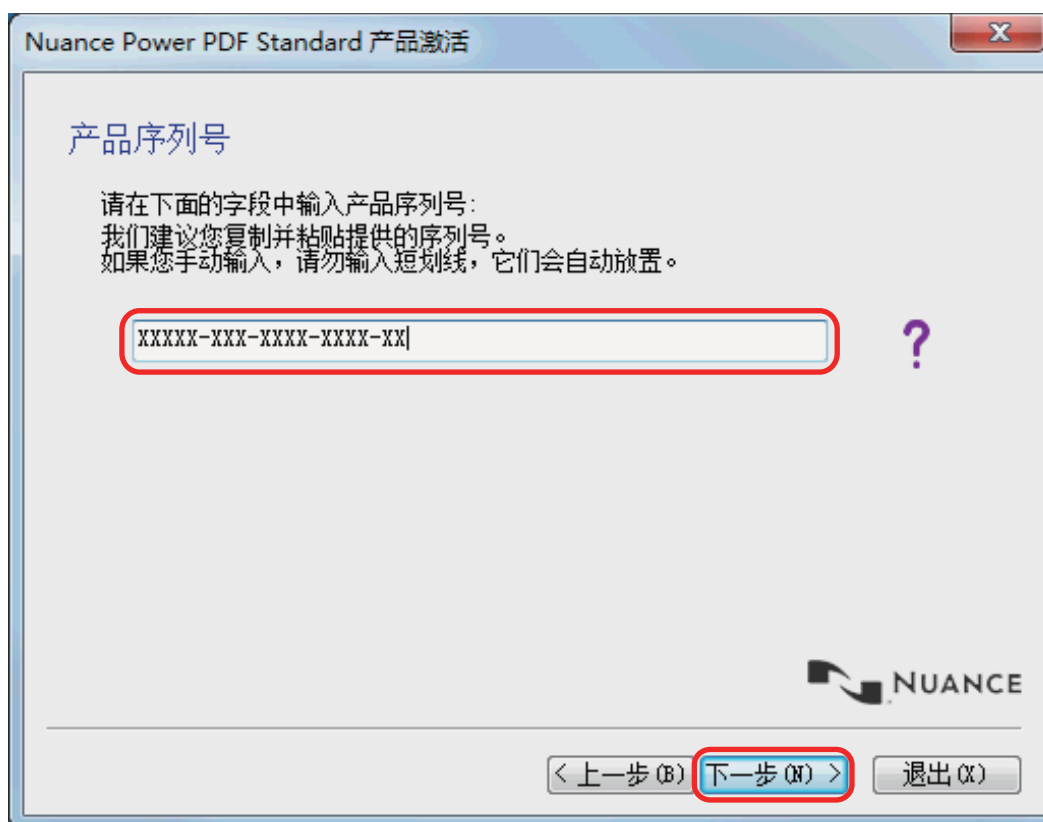 Nuance Power PDF Standard 产品激活
产品序列号
请在下面的字段中输入产品序列号:
我们建议您复制并粘贴提供的序列号。
如果您手动输入，请勿输入短划线，它们会自动放置。
XXXXX-XXX-XXXX-XXXX-XX
?
NUANCE
< 上一步(B) 下一步(N) > 退出(X)